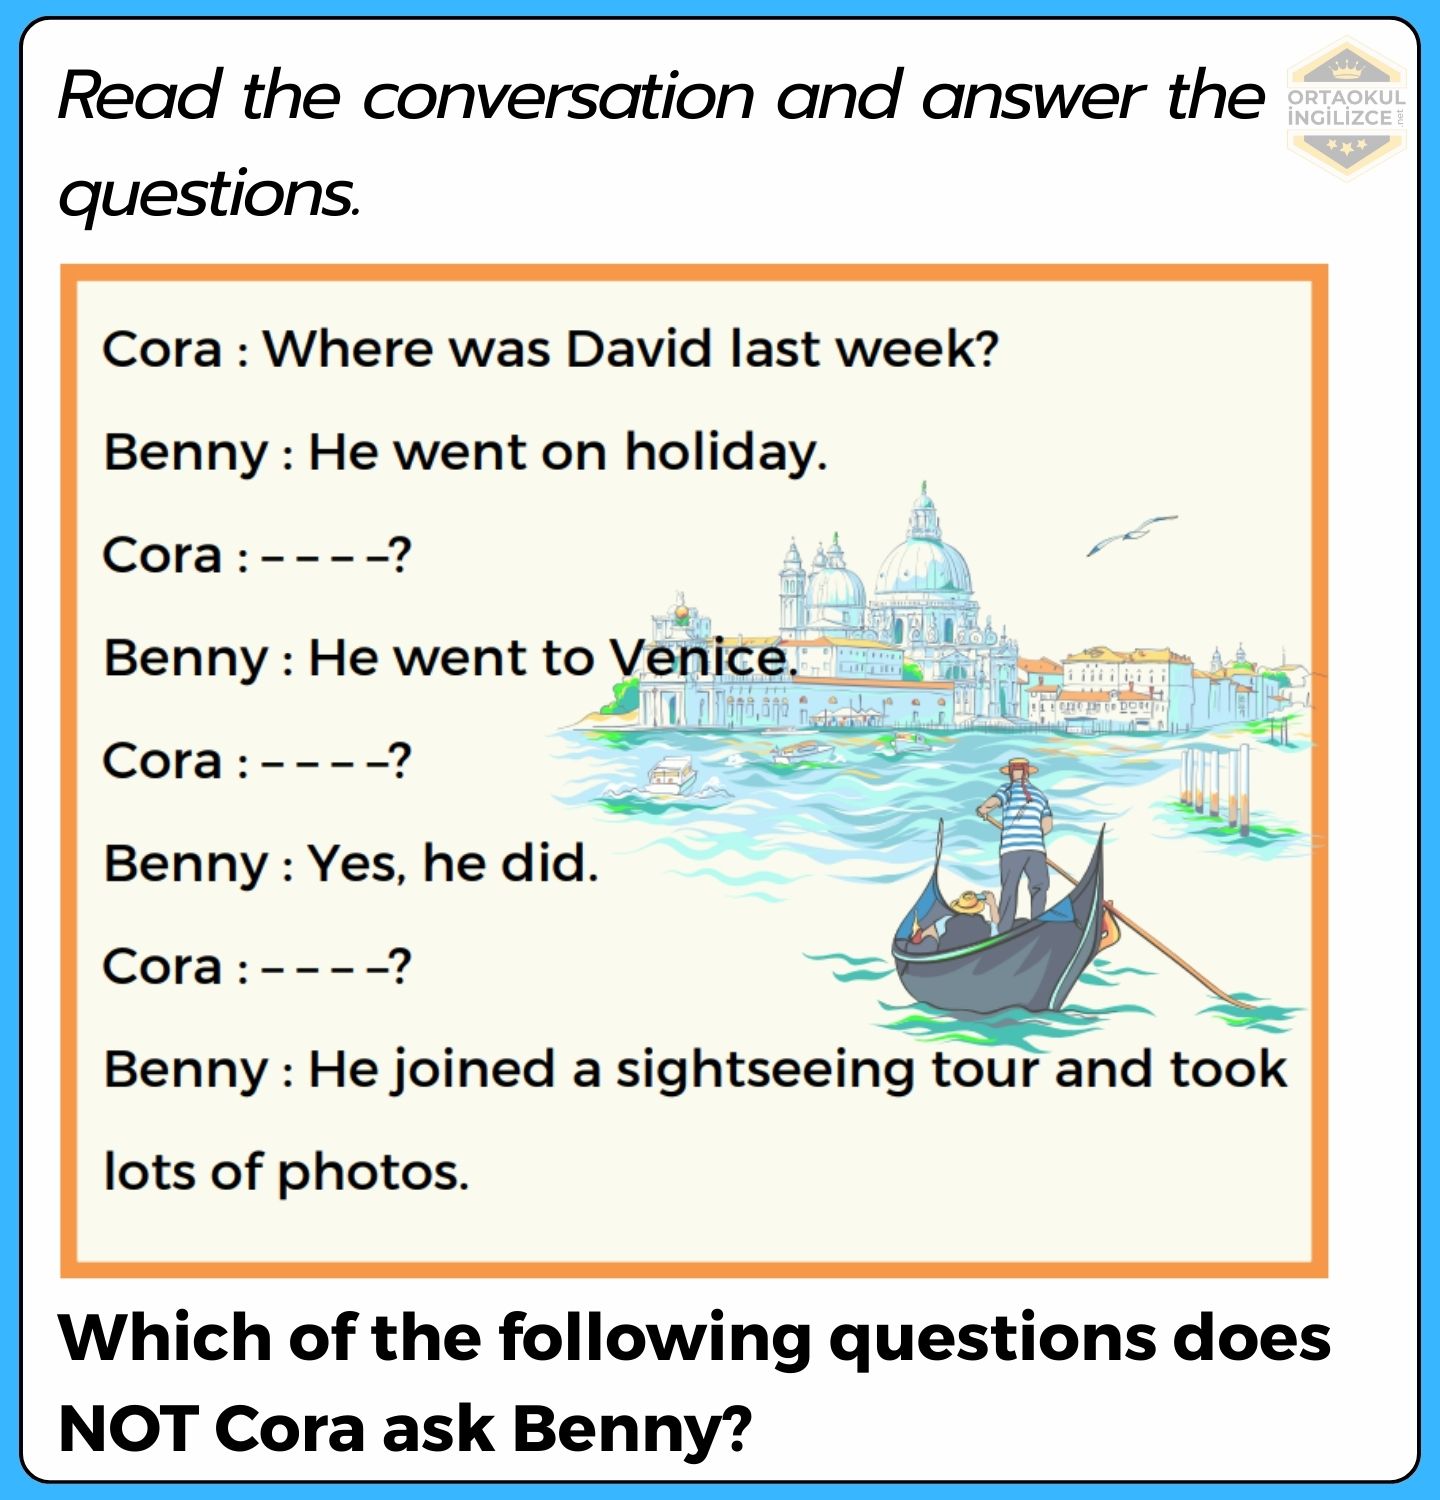 Read the conversation and answer the
questions.
ORTAOKUL
İNGİLİZCE.net
Cora : Where was David last week?
Benny : He went on holiday.
Cora : – – – –?
Benny : He went to Venice.
Cora : – – – –?
Benny : Yes, he did.
Cora : – – – –?
Benny : He joined a sightseeing tour and took
lots of photos.
Which of the following questions does
NOT Cora ask Benny?